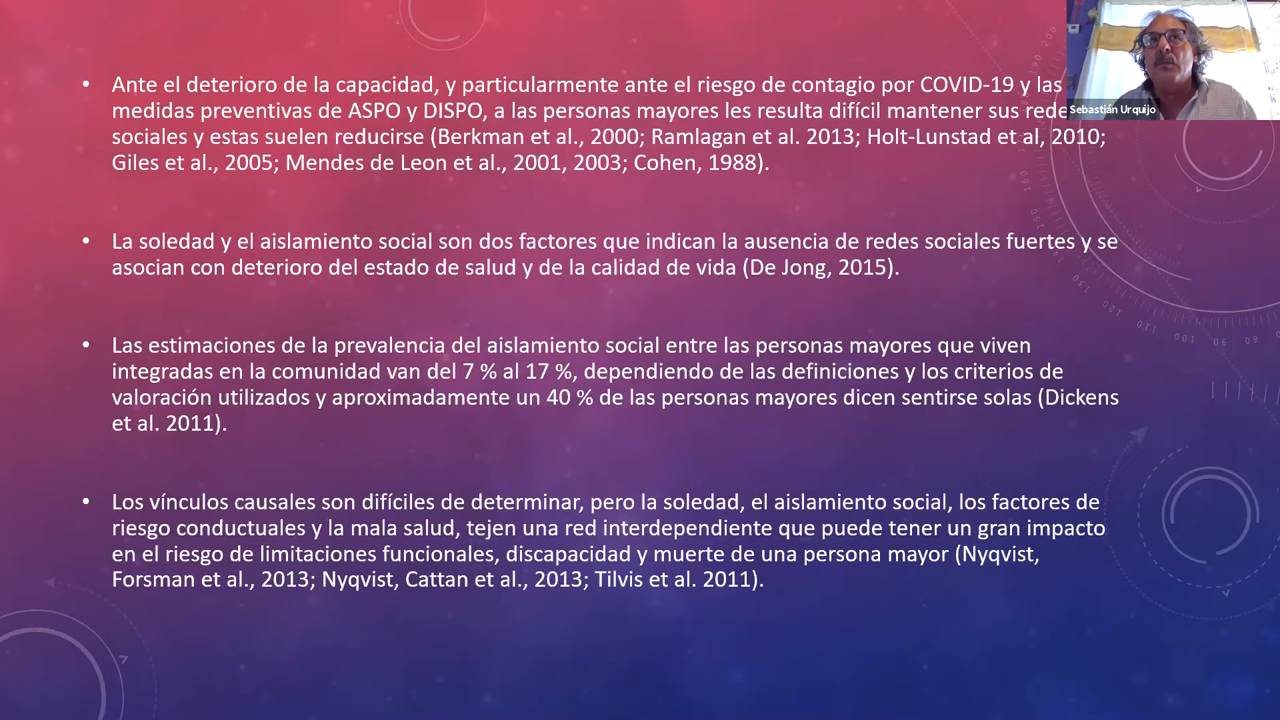 • Ante el deterioro de la capacidad, y particularmente ante el riesgo de contagio por COVID-19 y las
medidas preventivas de ASPO y DISPO, a las personas mayores les resulta difícil mantener sus rede
sociales y estas suelen reducirse (Berkman et al., 2000; Ramlagan et al. 2013; Holt-Lunstad et al, 2010;
Giles et al., 2005; Mendes de Leon et al., 2001, 2003; Cohen, 1988).
• La soledad y el aislamiento social son dos factores que indican la ausencia de redes sociales fuertes y se
asocian con deterioro del estado de salud y de la calidad de vida (De Jong, 2015).
• Las estimaciones de la prevalencia del aislamiento social entre las personas mayores que viven
integradas en la comunidad van del 7 % al 17 %, dependiendo de las definiciones y los criterios de
valoración utilizados y aproximadamente un 40 % de las personas mayores dicen sentirse solas (Dickens
et al. 2011).
• Los vínculos causales son difíciles de determinar, pero la soledad, el aislamiento social, los factores de
riesgo conductuales y la mala salud, tejen una red interdependiente que puede tener un gran impacto
en el riesgo de limitaciones funcionales, discapacidad y muerte de una persona mayor (Nyqvist,
Forsman et al., 2013; Nyqvist, Cattan et al., 2013; Tilvis et al. 2011).
Sebastián Urquijo